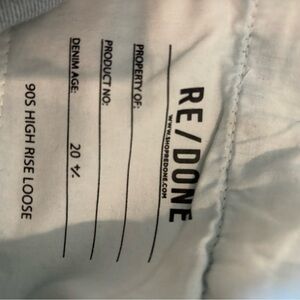 RE/DONE
WWW.SHOPREDONE.COM
PROPERTY OF:
PRODUCT NO:
DENIM AGE: 20 +/-
90S HIGH RISE LOOSE